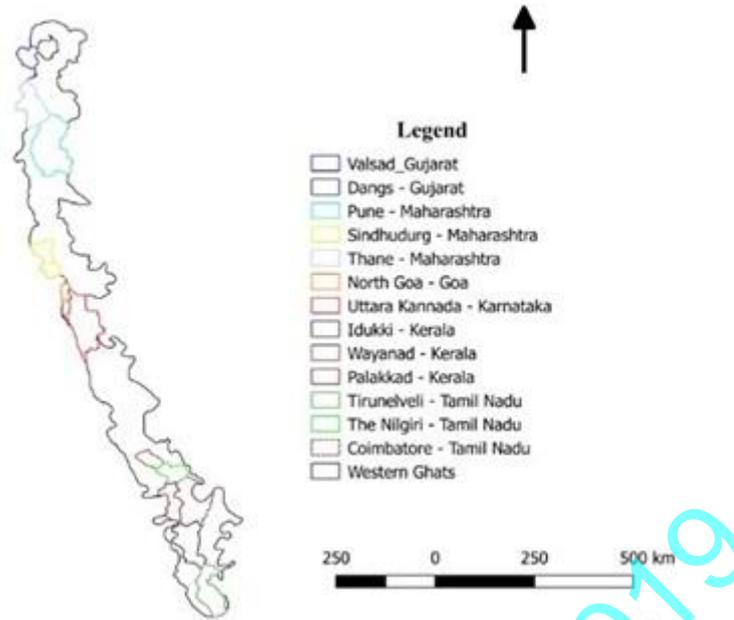 Legend
Valsad_Gujarat
Dangs - Gujarat
Pune - Maharashtra
Sindhudurg - Maharashtra
Thane - Maharashtra
North Goa - Goa
Uttara Kannada - Karnataka
Idukki - Kerala
Wayanad - Kerala
Palakkad - Kerala
Tirunelveli - Tamil Nadu
The Nilgiri - Tamil Nadu
Coimbatore - Tamil Nadu
Western Ghats
250 0 250 500 km
019